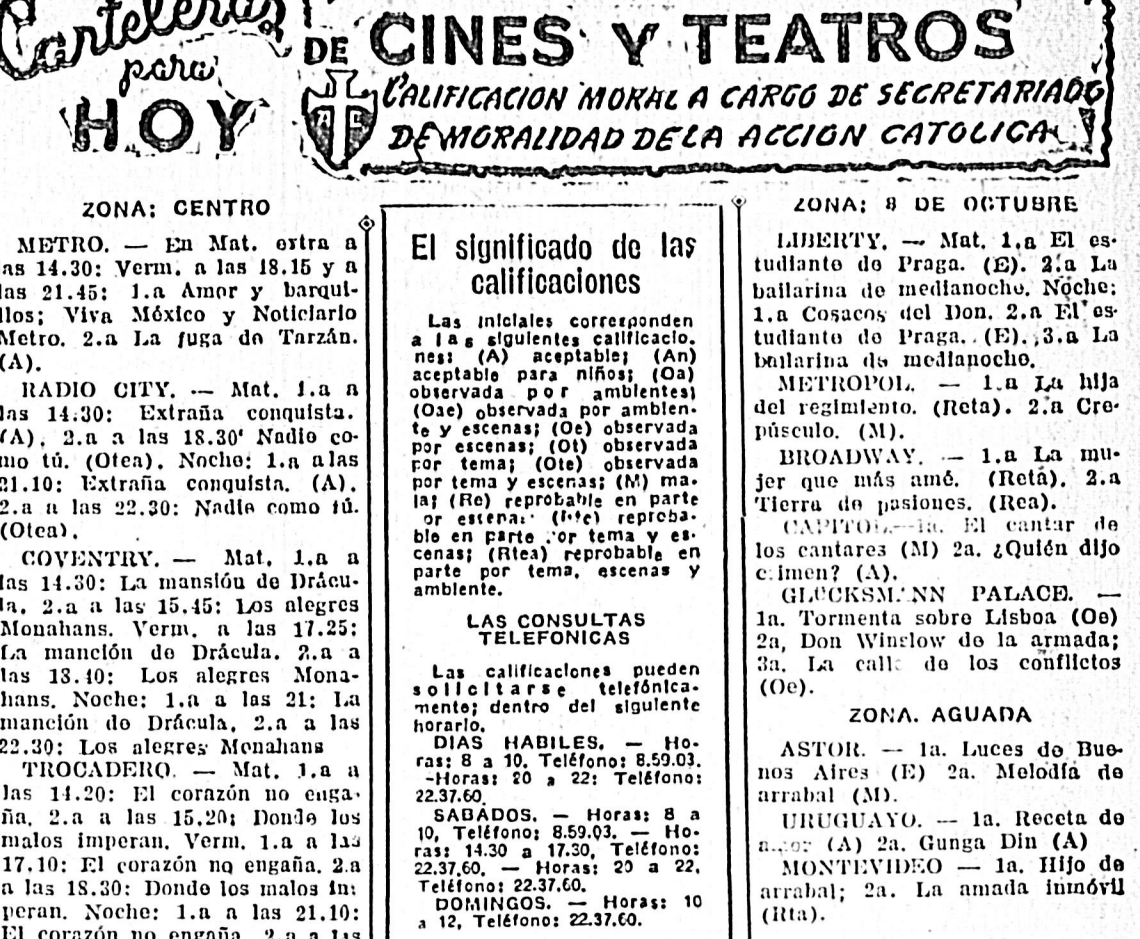 Carteleras
para
HOY
DE CINES Y TEATROS
CALIFICACION MORAL A CARGO DE SECRETARIADO
DE MORALIDAD DE LA ACCION CATOLICA
A C
ZONA: CENTRO
METRO. — En Mat. extra a
las 14.30: Verm. a las 18.15 y a
las 21.45: 1.a Amor y barqui-
llos; Viva México y Noticiario
Metro. 2.a La fuga de Tarzán.
(A).
RADIO CITY. — Mat. 1.a a
las 14.30: Extraña conquista.
(A). 2.a a las 18.30' Nadie co-
mo tú. (Otea). Noche: 1.a alas
21.10: Extraña conquista. (A).
2.a a las 22.30: Nadie como tú.
(Otea).
COVENTRY. — Mat. 1.a a
las 14.30: La mansión de Drácu-
la. 2.a a las 15.45: Los alegres
Monahans. Verm. a las 17.25:
La manción de Drácula. 2.a a
las 18.40: Los alegres Mona-
hans. Noche: 1.a a las 21: La
manción de Drácula. 2.a a las
22.30: Los alegres Monahans
TROCADERO. — Mat. 1.a a
las 14.20: El corazón no enga-
ña. 2.a a las 15.20: Donde los
malos imperan. Verm. 1.a a las
17.10: El corazón no engaña. 2.a
a las 18.30: Donde los malos im-
peran. Noche: 1.a a las 21.10:
El corazón no engaña. 2.a a las
El significado de las
calificaciones
Las iniciales corresponden
a las siguientes calificacio.
nes: (A) aceptable; (An)
aceptable para niños; (Oa)
observada por ambientes;
(Oae) observada por ambien-
te y escenas; (Oe) observada
por escenas; (Ot) observada
por tema; (Ote) observada
por tema y escenas; (M) ma-
la; (Re) reprobable en parte
or escenas reproba-
ble en parte por tema y es-
cenas; (Rtea) reprobable en
parte por tema, escenas y
ambiente.
LAS CONSULTAS
TELEFONICAS
Las calificaciones pueden
solicitarse telefónica-
mente; dentro del siguiente
horario.
DIAS HABILES. — Ho-
ras: 8 a 10. Teléfono: 8.59.03.
-Horas: 20 a 22: Teléfono:
22.37.60.
SABADOS. — Horas: 8 a
10, Teléfono: 8.59.03. — Ho-
ras: 14.30 a 17.30, Teléfono:
22.37.60. — Horas: 20 a 22.
Teléfono: 22.37.60.
DOMINGOS. — Horas: 10
a 12, Teléfono: 22.37.60.
ZONA: 8 DE OCTUBRE
LIBERTY. — Mat. 1.a El es-
tudiante de Praga. (E). 2.a La
bailarina de medianoche. Noche:
1.a Cosacos del Don. 2.a El es-
tudiante de Praga. (E). 3.a La
bailarina de medianoche.
METROPOL. — 1.a La hija
del regimiento. (Reta). 2.a Cre-
púsculo. (M).
BROADWAY. — 1.a La mu-
jer que más amé. (Reta). 2.a
Tierra de pasiones. (Rea).
CAPITOL.—1a. El cantar de
los cantares (M) 2a. ¿Quién dijo
crimen? (A).
GLUCKSMANN PALACE. —
1a. Tormenta sobre Lisboa (Oe)
2a, Don Winslow de la armada;
3a. La calle de los conflictos
(Oe).
ZONA. AGUADA
ASTOR. — 1a. Luces de Bue-
nos Aires (E) 2a. Melodía de
arrabal (M).
URUGUAYO. — 1a. Receta de
amor (A) 2a. Gunga Din (A)
MONTEVIDEO — 1a. Hijo de
arrabal; 2a. La amada inmóvil
(Rta).